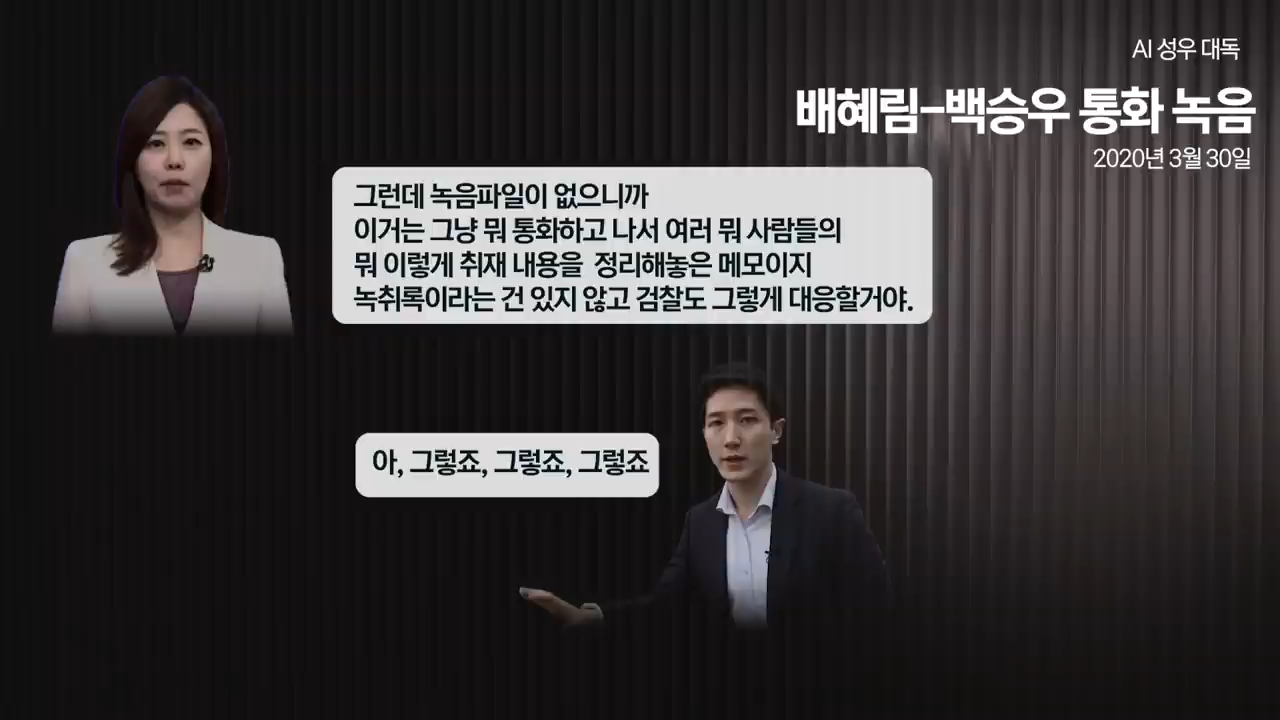 AI 성우 대독
배혜림-백승우 통화 녹음
2020년 3월 30일
그런데 녹음파일이 없으니까
이거는 그냥 뭐 통화하고 나서 여러 뭐 사람들의
뭐 이렇게 취재 내용을 정리해놓은 메모이지
녹취록이라는 건 있지 않고 검찰도 그렇게 대응할거야.
아, 그렇죠, 그렇죠, 그렇죠